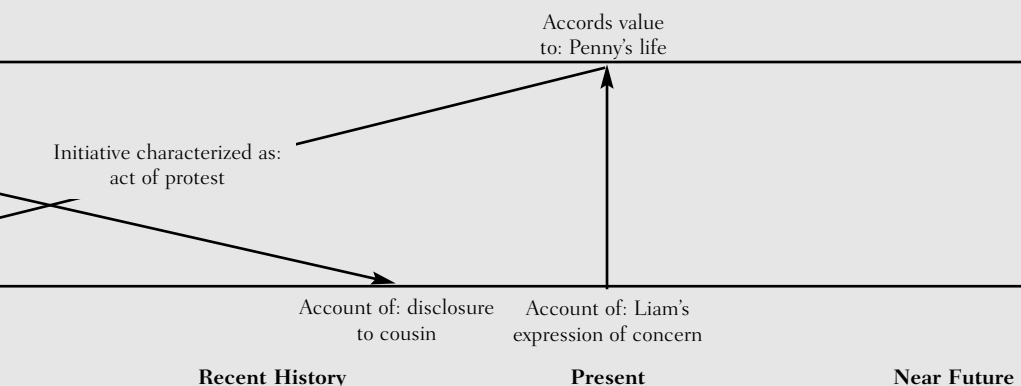 Accords value
to: Penny's life
Initiative characterized as:
act of protest
Account of: disclosure
to cousin
Account of: Liam's
expression of concern
Recent History
Present
Near Future